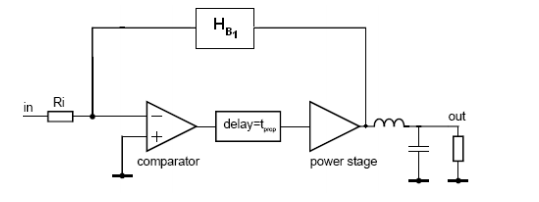 H_B1
in
Ri
out
−
+
delay=t_prop
comparator
power stage